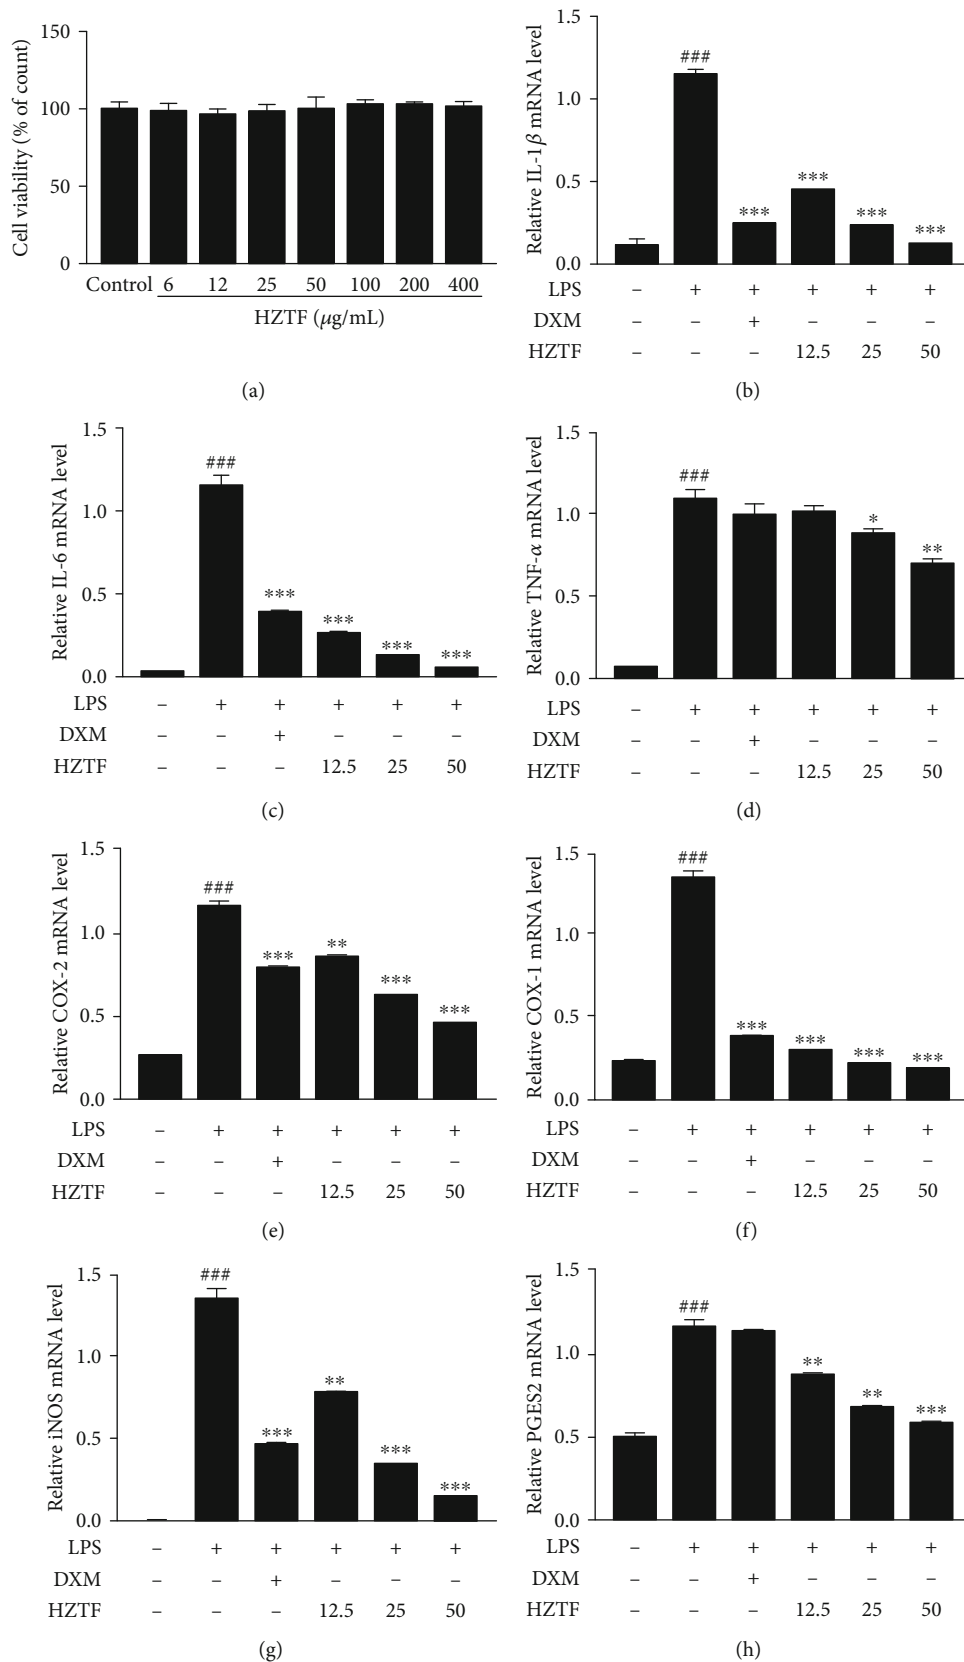 150
100
50
0
Cell viability (% of count)
Control 6 12 25 50 100 200 400
HZTF (μg/mL)
(a)
1.5
1.0
0.5
0.0
Relative IL-1β mRNA level
###
***
***
***
***
LPS – + + + + +
DXM – – + – – –
HZTF – – – 12.5 25 50
(b)
1.5
1.0
0.5
0.0
Relative IL-6 mRNA level
###
***
***
***
***
LPS – + + + + +
DXM – – + – – –
HZTF – – – 12.5 25 50
(c)
1.5
1.0
0.5
0.0
Relative TNF-α mRNA level
###
*
**
LPS – + + + + +
DXM – – + – – –
HZTF – – – 12.5 25 50
(d)
1.5
1.0
0.5
0.0
Relative COX-2 mRNA level
###
***
**
***
***
LPS – + + + + +
DXM – – + – – –
HZTF – – – 12.5 25 50
(e)
1.5
1.0
0.5
0.0
Relative COX-1 mRNA level
###
***
***
***
***
LPS – + + + + +
DXM – – + – – –
HZTF – – – 12.5 25 50
(f)
1.5
1.0
0.5
0.0
Relative iNOS mRNA level
###
***
**
***
***
LPS – + + + + +
DXM – – + – – –
HZTF – – – 12.5 25 50
(g)
1.5
1.0
0.5
0.0
Relative PGES2 mRNA level
###
**
**
***
LPS – + + + + +
DXM – – + – – –
HZTF – – – 12.5 25 50
(h)